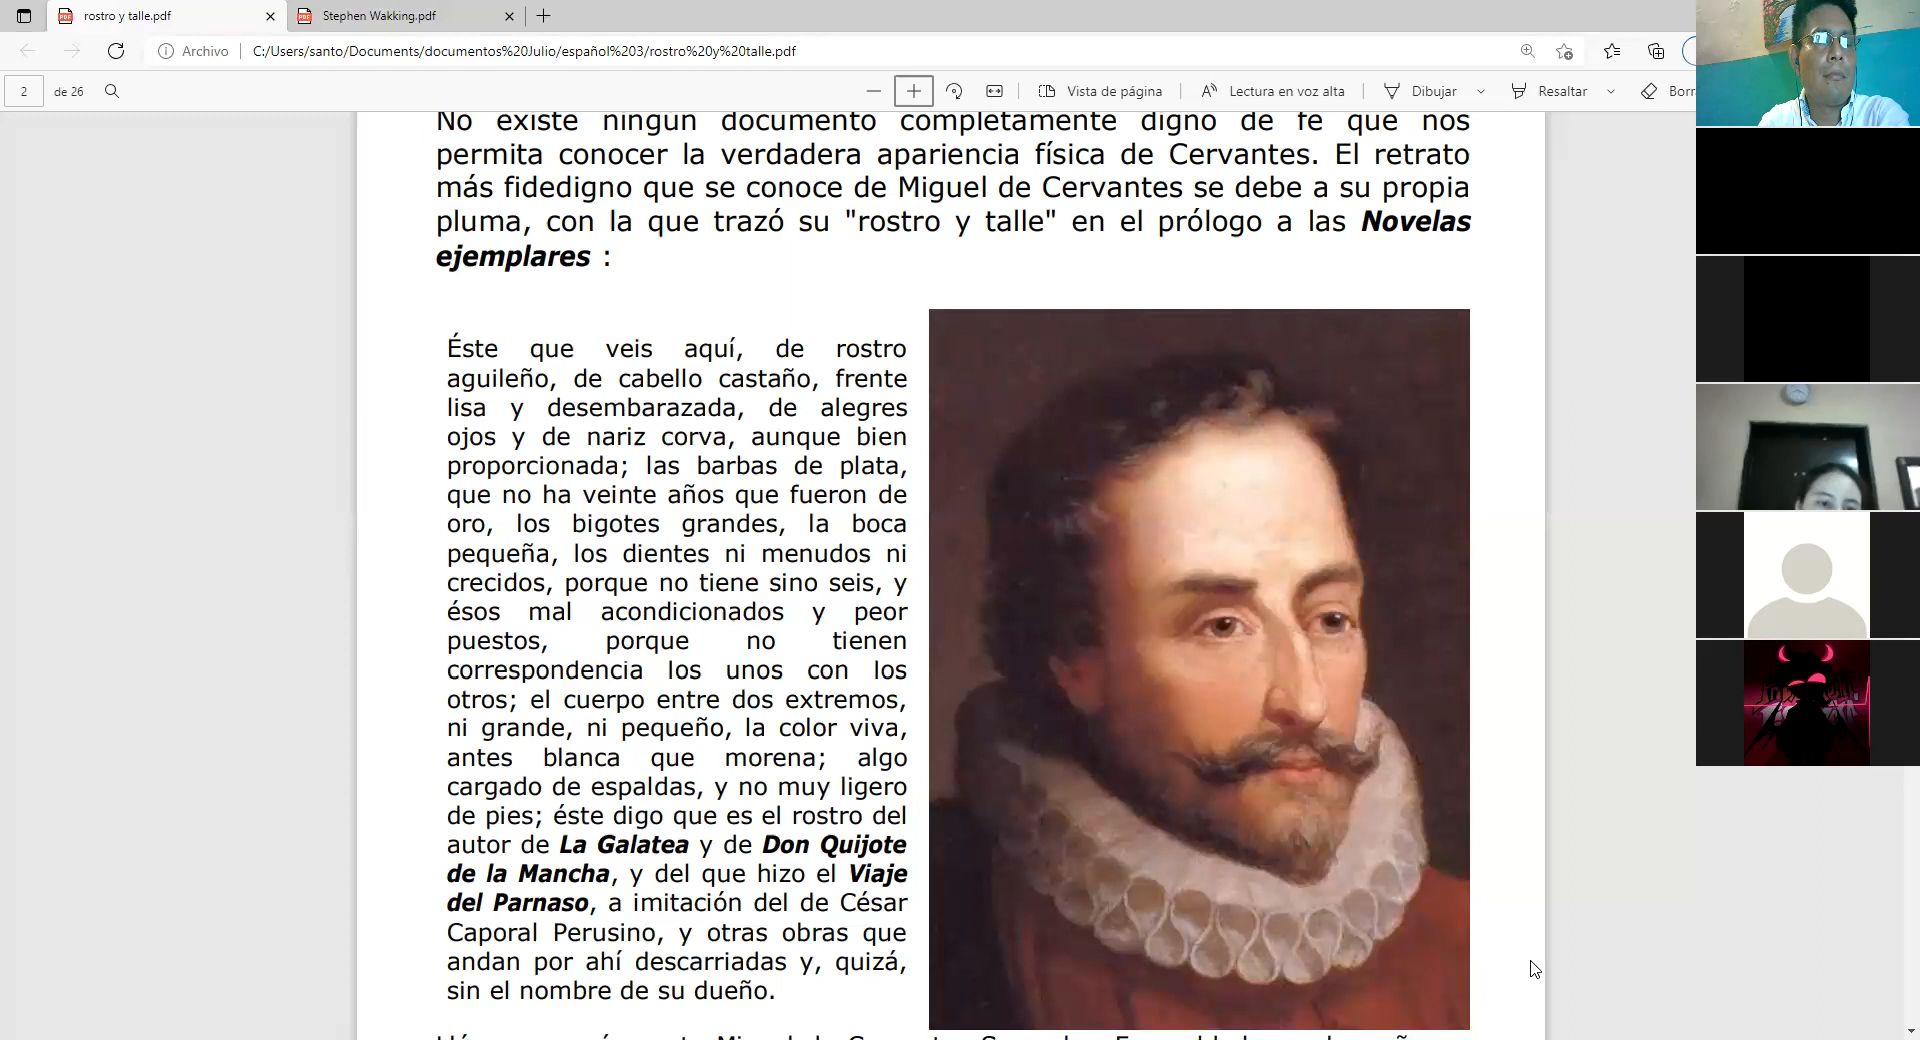 rostro y talle.pdf
Stephen Wakking.pdf
Archivo
C:/Users/santo/Documents/documentos%20Julio/español%203/rostro%20y%20talle.pdf
2
de 26
Vista de página
Lectura en voz alta
Dibujar
Resaltar
No existe ningún documento completamente digno de fe que nos
permita conocer la verdadera apariencia física de Cervantes. El retrato
más fidedigno que se conoce de Miguel de Cervantes se debe a su propia
pluma, con la que trazó su "rostro y talle" en el prólogo a las Novelas
ejemplares :
Éste que veis aquí, de rostro
aguileño, de cabello castaño, frente
lisa y desembarazada, de alegres
ojos y de nariz corva, aunque bien
proporcionada; las barbas de plata,
que no ha veinte años que fueron de
oro, los bigotes grandes, la boca
pequeña, los dientes ni menudos ni
crecidos, porque no tiene sino seis, y
ésos mal acondicionados y peor
puestos, porque no tienen
correspondencia los unos con los
otros; el cuerpo entre dos extremos,
ni grande, ni pequeño, la color viva,
antes blanca que morena; algo
cargado de espaldas, y no muy ligero
de pies; éste digo que es el rostro del
autor de La Galatea y de Don Quijote
de la Mancha, y del que hizo el Viaje
del Parnaso, a imitación del de César
Caporal Perusino, y otras obras que
andan por ahí descarriadas y, quizá,
sin el nombre de su dueño.